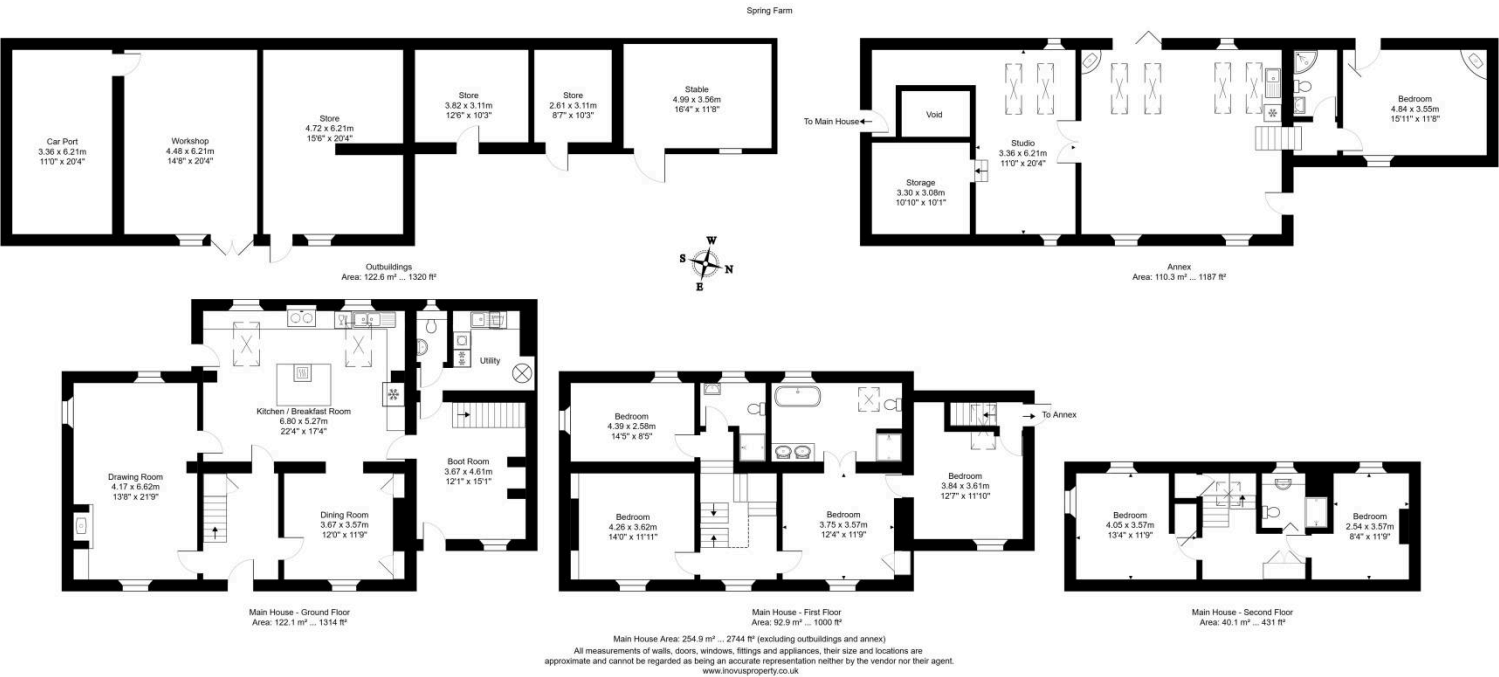 Spring Farm
Car Port
3.36 x 6.21m
11'0" x 20'4"
Workshop
4.48 x 6.21m
14'8" x 20'4"
Store
4.72 x 6.21m
15'6" x 20'4"
Store
3.82 x 3.11m
12'6" x 10'3"
Store
2.61 x 3.11m
8'7" x 10'3"
Stable
4.99 x 3.56m
16'4" x 11'8"
Outbuildings
Area: 122.6 m² ... 1320 ft²
To Main House
Void
Storage
3.30 x 3.08m
10'10" x 10'1"
Studio
3.36 x 6.21m
11'0" x 20'4"
Bedroom
4.84 x 3.55m
15'11" x 11'8"
Annex
Area: 110.3 m² ... 1187 ft²
W
S
N
E
Utility
Kitchen / Breakfast Room
6.80 x 5.27m
22'4" x 17'4"
Drawing Room
4.17 x 6.62m
13'8" x 21'9"
Dining Room
3.67 x 3.57m
12'0" x 11'9"
Boot Room
3.67 x 4.61m
12'1" x 15'1"
Main House - Ground Floor
Area: 122.1 m² ... 1314 ft²
Bedroom
4.39 x 2.58m
14'5" x 8'5"
Bedroom
4.26 x 3.62m
14'0" x 11'11"
Bedroom
3.75 x 3.57m
12'4" x 11'9"
Bedroom
3.84 x 3.61m
12'7" x 11'10"
To Annex
Main House - First Floor
Area: 92.9 m² ... 1000 ft²
Bedroom
4.05 x 3.57m
13'4" x 11'9"
Bedroom
2.54 x 3.57m
8'4" x 11'9"
Main House - Second Floor
Area: 40.1 m² ... 431 ft²
Main House Area: 254.9 m² ... 2744 ft² (excluding outbuildings and annex)
All measurements of walls, doors, windows, fittings and appliances, their size and locations are
approximate and cannot be regarded as being an accurate representation neither by the vendor nor their agent.
www.inovusproperty.co.uk